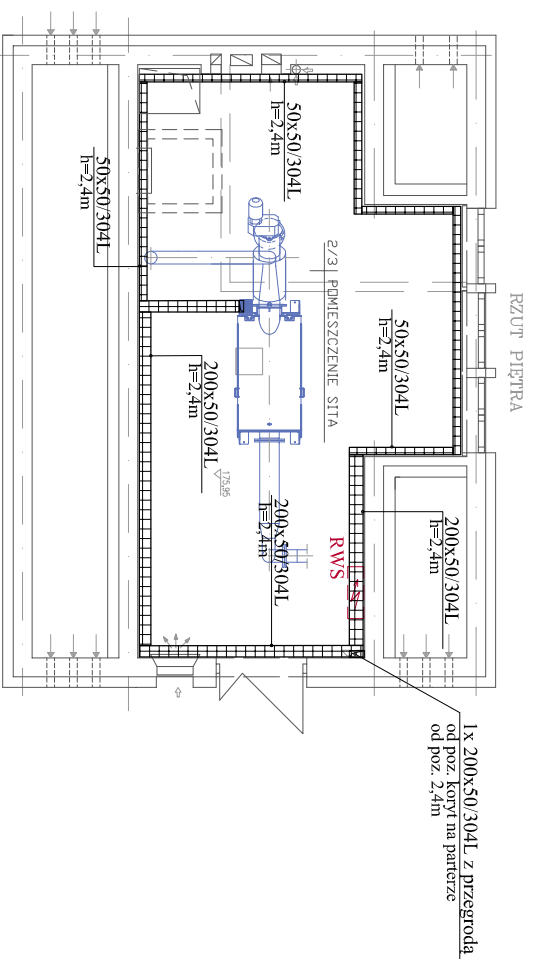 RZUT PIĘTRA
50x50/304L
h=2,4m
50x50/304L
h=2,4m
2/3| POMIESZCZENIE SITA
50x50/304L
h=2,4m
200x50/304L
h=2,4m
175,95
200x50/304L
h=2,4m
RWS
200x50/304L
h=2,4m
1x 200x50/304L z przegrodą
od poz. koryt na parterze
od poz. 2,4m